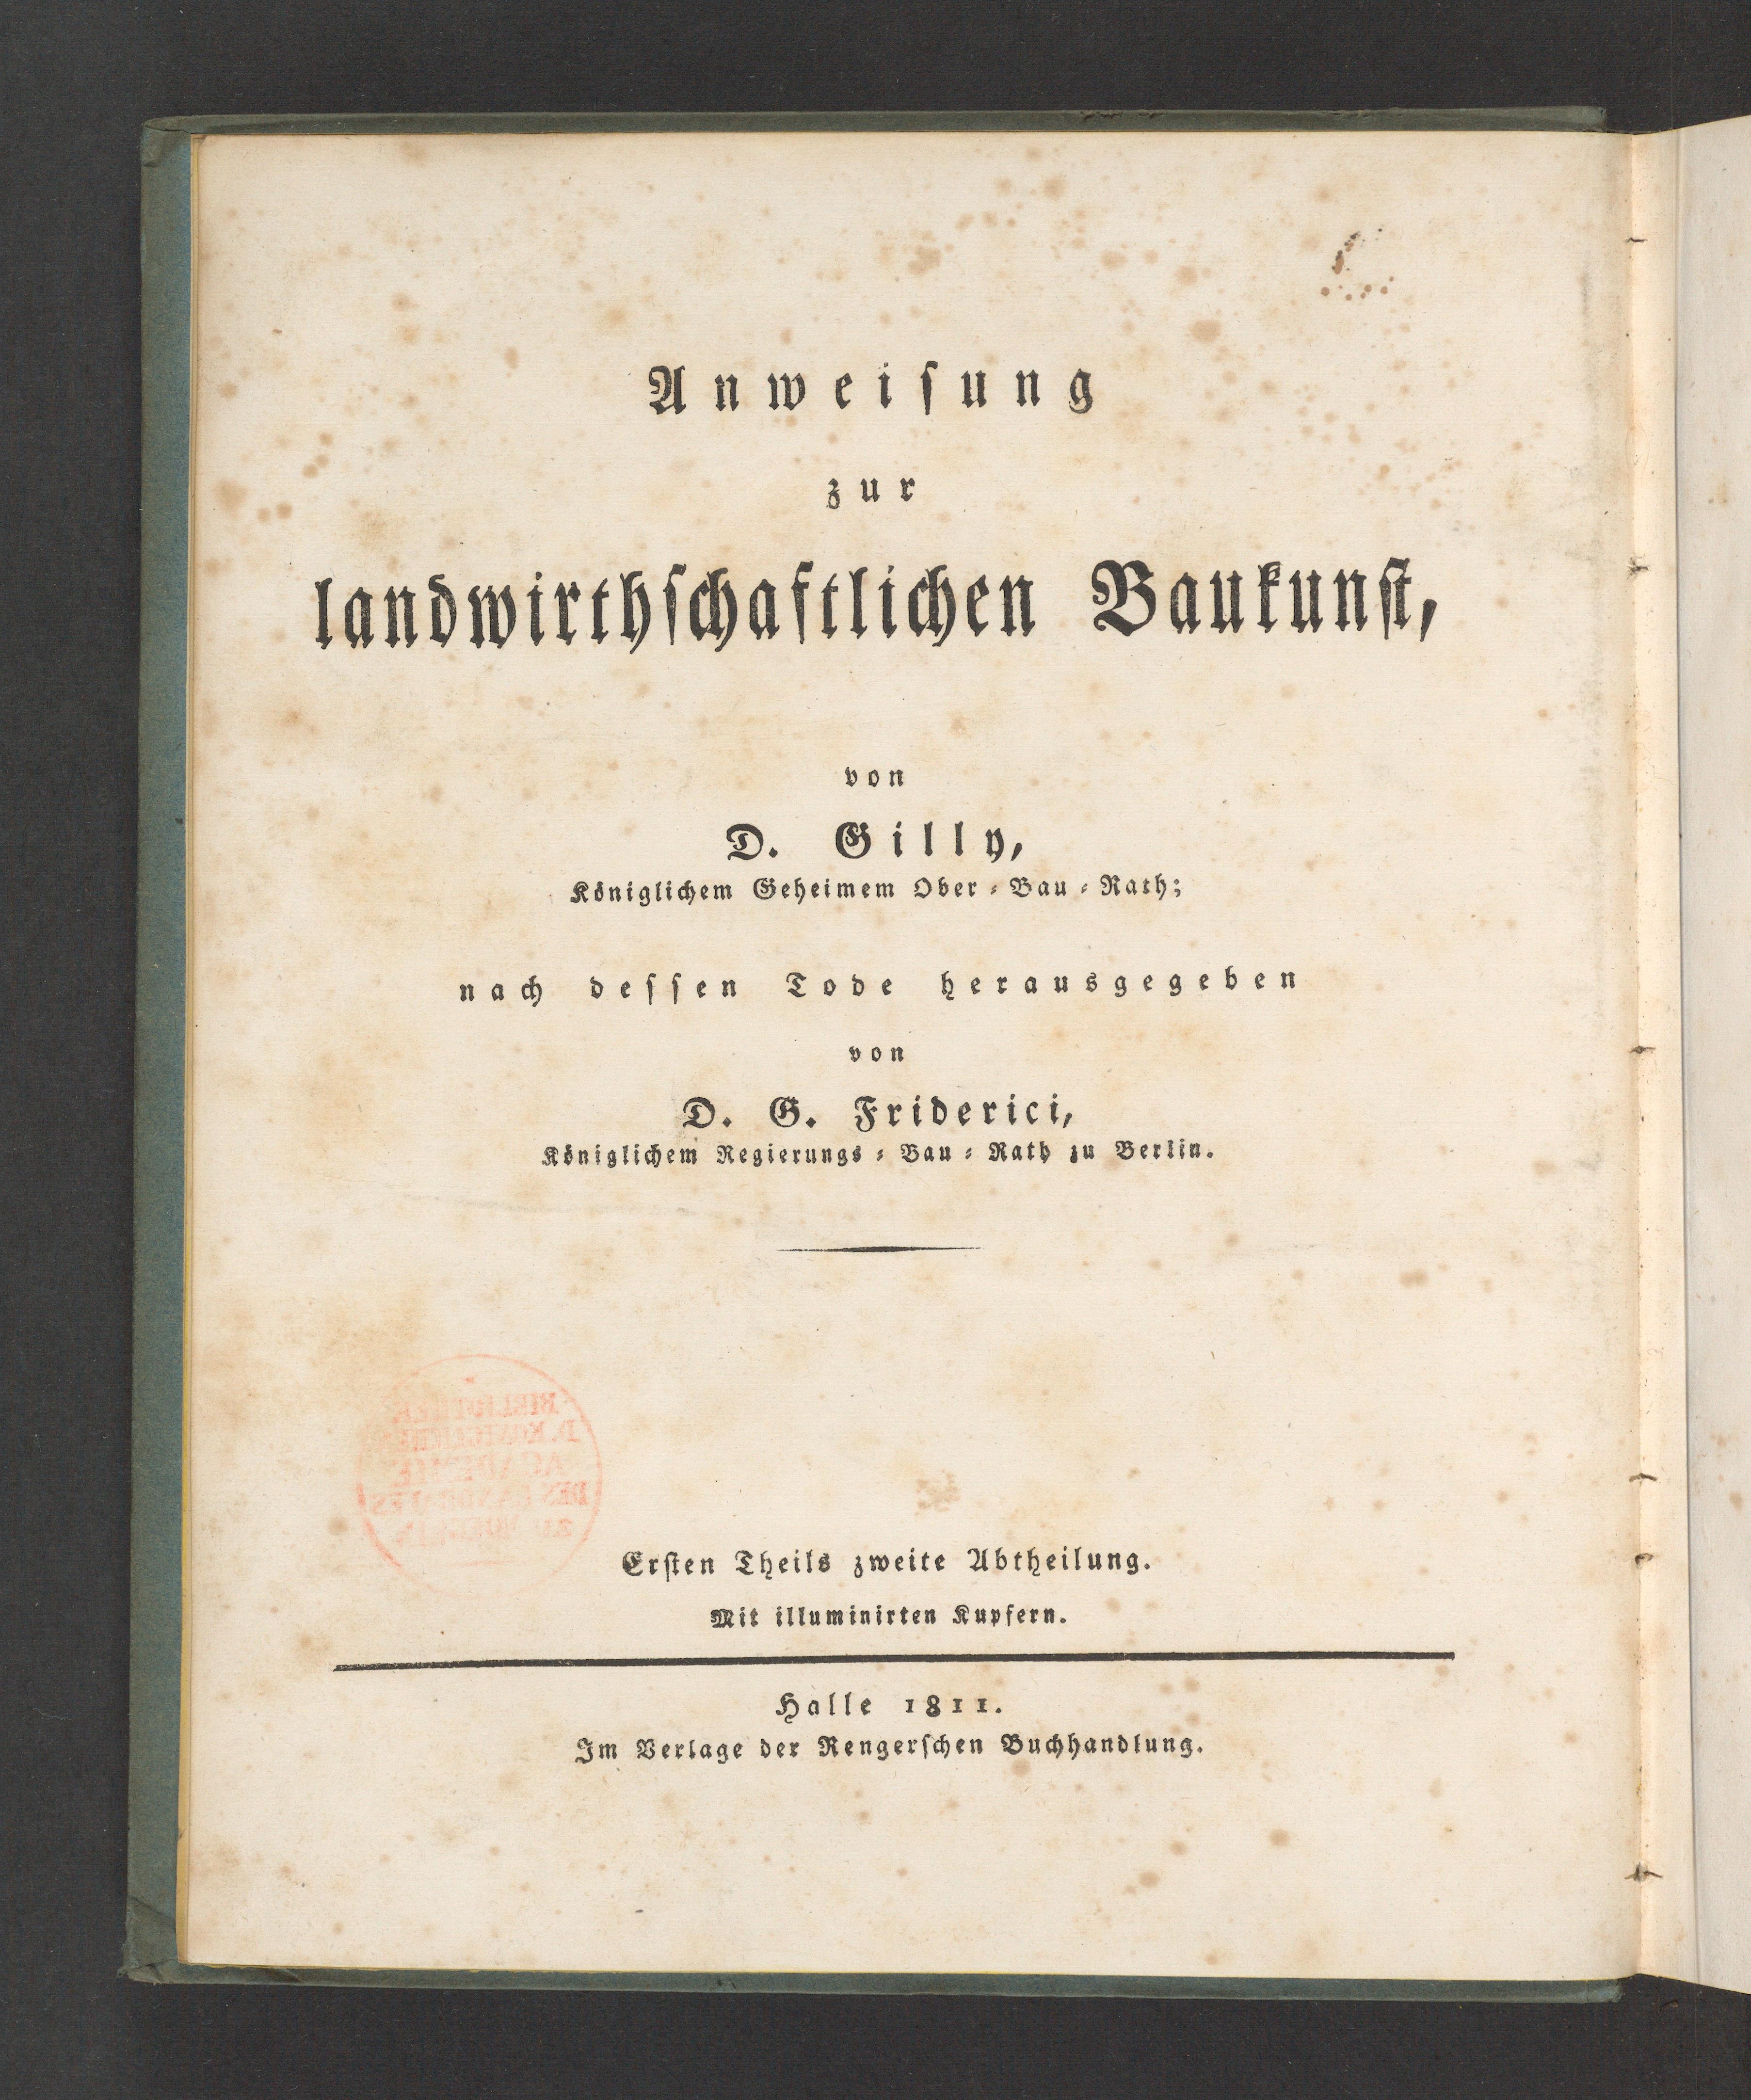 Anweiſung
zur
landwirthſchaftlichen Baukunſt,
von
D. Gilly,
Königlichem Geheimem Ober⸗Bau⸗Rath;
nach deſſen Tode herausgegeben
von
D. G. Friderici,
Königlichem Regierungs⸗Bau⸗Rath zu Berlin.
Erſten Theils zweite Abtheilung.
Mit illuminirten Kupfern.
Halle 1811.
Im Verlage der Rengerſchen Buchhandlung.